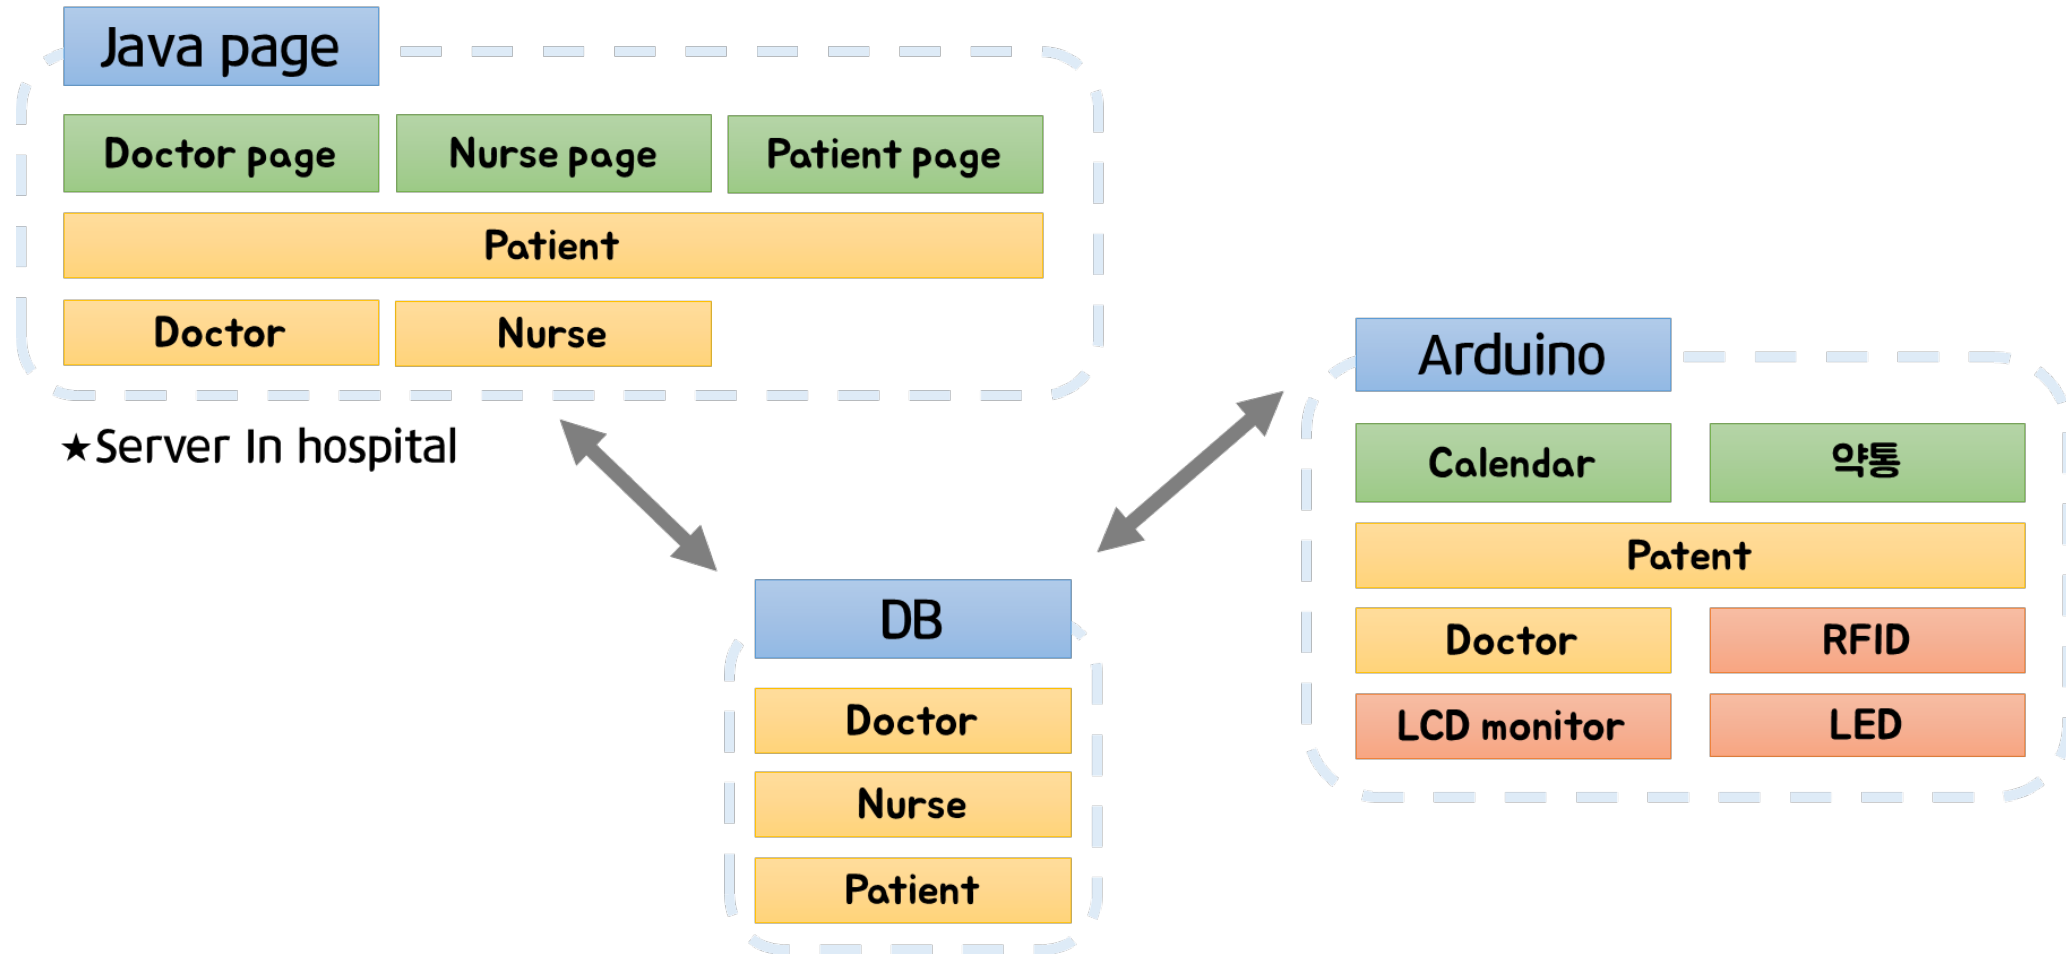 Java page
Doctor page
Nurse page
Patient page
Patient
Doctor
Nurse
★Server In hospital
Arduino
Calendar
약통
Patent
Doctor
RFID
LCD monitor
LED
DB
Doctor
Nurse
Patient